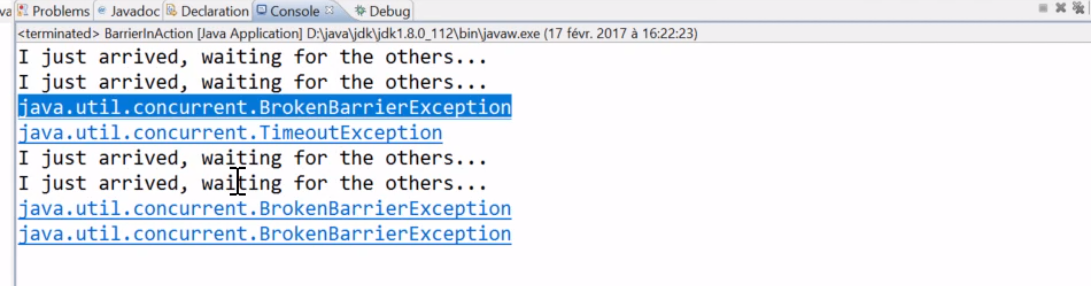 va Problems Javadoc Declaration Console Debug
<terminated> BarrierInAction [Java Application] D:\java\jdk\jdk1.8.0_112\bin\javaw.exe (17 févr. 2017 à 16:22:23)
I just arrived, waiting for the others...
I just arrived, waiting for the others...
java.util.concurrent.BrokenBarrierException
java.util.concurrent.TimeoutException
I just arrived, waiting for the others...
I just arrived, waiting for the others...
java.util.concurrent.BrokenBarrierException
java.util.concurrent.BrokenBarrierException